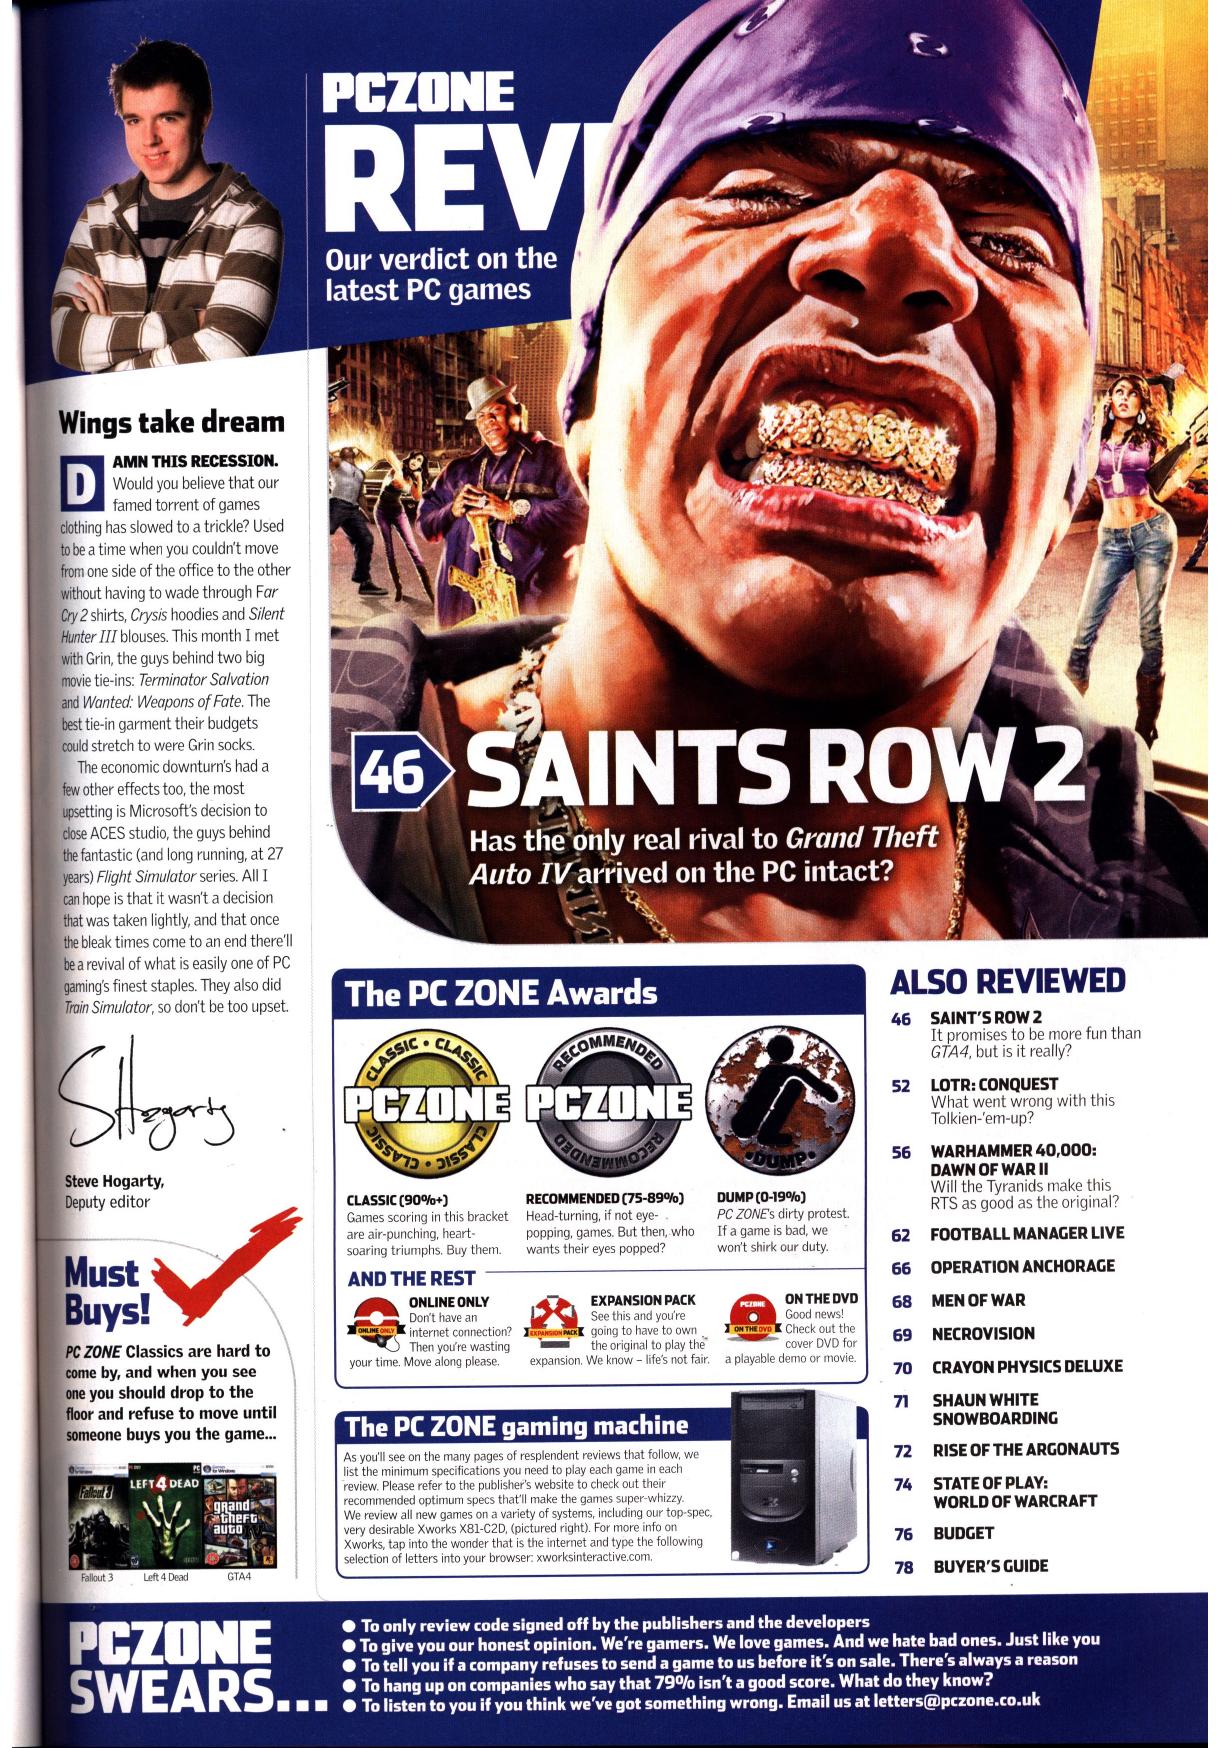 PCZONE
REVI
Our verdict on the
latest PC games
Wings take dream
DAMN THIS RECESSION.
Would you believe that our
famed torrent of games
clothing has slowed to a trickle? Used
to be a time when you couldn't move
from one side of the office to the other
without having to wade through Far
Cry 2 shirts, Crysis hoodies and Silent
Hunter III blouses. This month I met
with Grin, the guys behind two big
movie tie-ins: Terminator Salvation
and Wanted: Weapons of Fate. The
best tie-in garment their budgets
could stretch to were Grin socks.
The economic downturn's had a
few other effects too, the most
upsetting is Microsoft's decision to
close ACES studio, the guys behind
the fantastic (and long running, at 27
years) Flight Simulator series. All I
can hope is that it wasn't a decision
that was taken lightly, and that once
the bleak times come to an end there'll
be a revival of what is easily one of PC
gaming's finest staples. They also did
Train Simulator, so don't be too upset.
SHogarty
Steve Hogarty,
Deputy editor
Must
Buys!
PC ZONE Classics are hard to
come by, and when you see
one you should drop to the
floor and refuse to move until
someone buys you the game...
Fallout 3
LEFT 4 DEAD
grand
theft
auto IV
Fallout 3
Left 4 Dead
GTA4
46
SAINTS ROW 2
Has the only real rival to Grand Theft
Auto IV arrived on the PC intact?
The PC ZONE Awards
CLASSIC • CLASSIC
PCZONE
CLASSIC • CLASSIC
RECOMMENDED
PCZONE
RECOMMENDED
•DUMP•
CLASSIC (90%+)
Games scoring in this bracket
are air-punching, heart-
soaring triumphs. Buy them.
RECOMMENDED (75-89%)
Head-turning, if not eye-
popping, games. But then, who
wants their eyes popped?
DUMP (0-19%)
PC ZONE's dirty protest.
If a game is bad, we
won't shirk our duty.
AND THE REST
ONLINE ONLY
ONLINE ONLY
Don't have an
internet connection?
Then you're wasting
your time. Move along please.
EXPANSION PACK
EXPANSION PACK
See this and you're
going to have to own
the original to play the
expansion. We know – life's not fair.
PCZONE
ON THE DVD
ON THE DVD
Good news!
Check out the
cover DVD for
a playable demo or movie.
The PC ZONE gaming machine
As you'll see on the many pages of resplendent reviews that follow, we
list the minimum specifications you need to play each game in each
review. Please refer to the publisher's website to check out their
recommended optimum specs that'll make the games super-whizzy.
We review all new games on a variety of systems, including our top-spec,
very desirable Xworks X81-C2D, (pictured right). For more info on
Xworks, tap into the wonder that is the internet and type the following
selection of letters into your browser: xworksinteractive.com.
ALSO REVIEWED
46 SAINT'S ROW 2
It promises to be more fun than
GTA4, but is it really?
52 LOTR: CONQUEST
What went wrong with this
Tolkien-'em-up?
56 WARHAMMER 40,000:
DAWN OF WAR II
Will the Tyranids make this
RTS as good as the original?
62 FOOTBALL MANAGER LIVE
66 OPERATION ANCHORAGE
68 MEN OF WAR
69 NECROVISION
70 CRAYON PHYSICS DELUXE
71 SHAUN WHITE
SNOWBOARDING
72 RISE OF THE ARGONAUTS
74 STATE OF PLAY:
WORLD OF WARCRAFT
76 BUDGET
78 BUYER'S GUIDE
PCZONE
SWEARS...
● To only review code signed off by the publishers and the developers
● To give you our honest opinion. We're gamers. We love games. And we hate bad ones. Just like you
● To tell you if a company refuses to send a game to us before it's on sale. There's always a reason
● To hang up on companies who say that 79% isn't a good score. What do they know?
● To listen to you if you think we've got something wrong. Email us at letters@pczone.co.uk